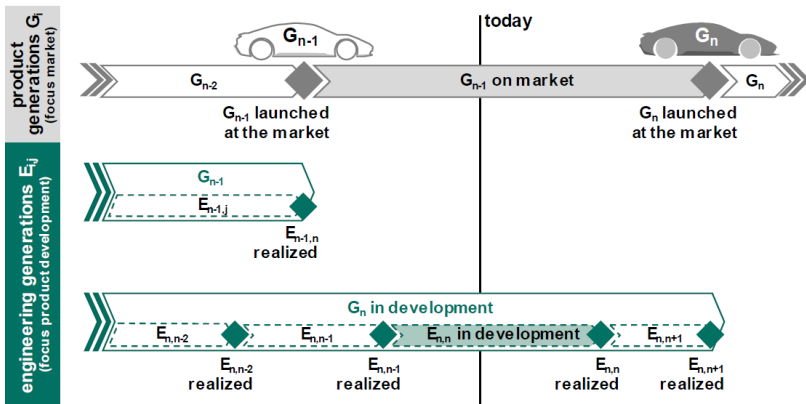 product
generations Gi
(focus market)
today
Gn-1
Gn
Gn-2
Gn-1 on market
Gn
Gn-1 launched
at the market
Gn launched
at the market
engineering generations Ei,j
(focus product development)
Gn-1
En-1,j
En-1,n
realized
Gn in development
En,n-2
En,n-1
En,n in development
En,n+1
En,n-2
realized
En,n-1
realized
En,n
realized
En,n+1
realized